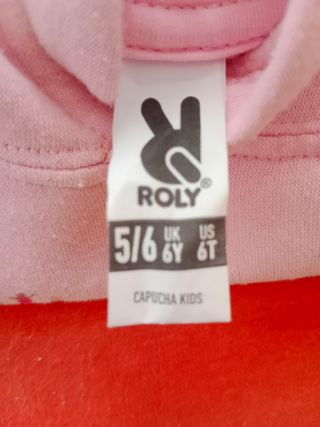 ROLY®
5/6 UK 6Y US 6T
CAPUCHA KIDS